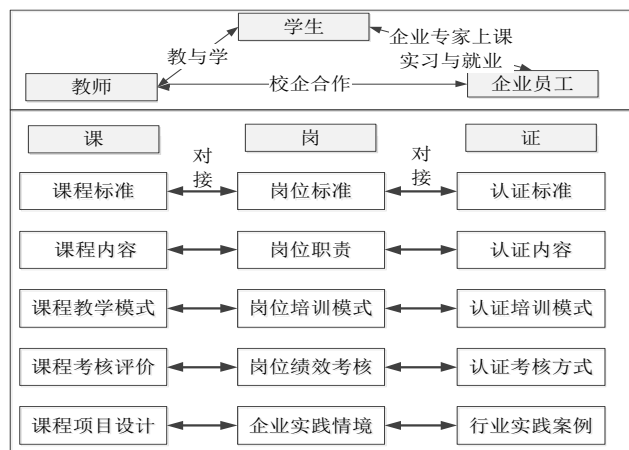 学生
教与学
企业专家上课
实习与就业
教师
校企合作
企业员工
课
岗
证
对接
对接
课程标准
岗位标准
认证标准
课程内容
岗位职责
认证内容
课程教学模式
岗位培训模式
认证培训模式
课程考核评价
岗位绩效考核
认证考核方式
课程项目设计
企业实践情境
行业实践案例